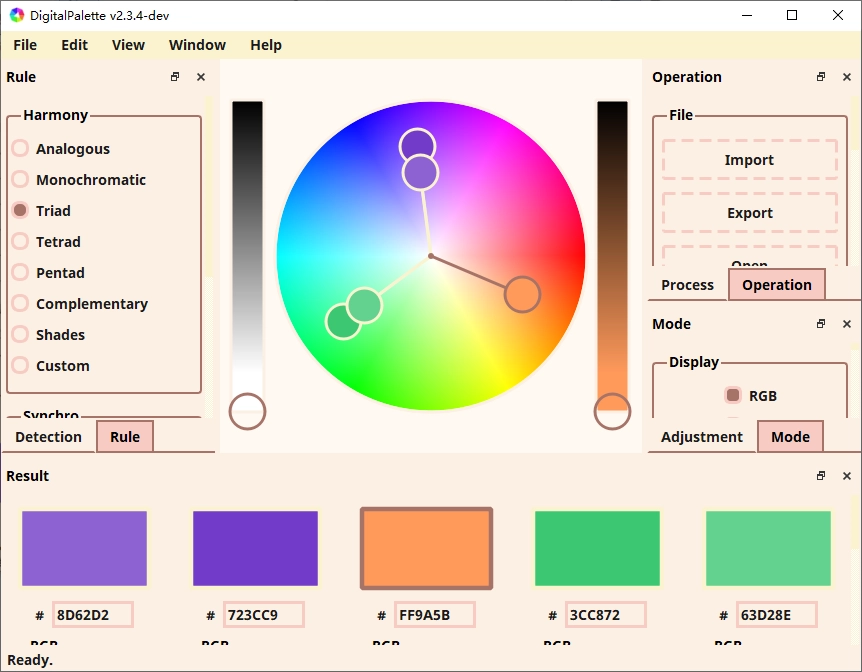 DigitalPalette v2.3.4-dev
File Edit View Window Help
Rule
Harmony
Analogous
Monochromatic
Triad
Tetrad
Pentad
Complementary
Shades
Custom
Synchro
Detection Rule
Operation
File
Import
Export
Open
Process Operation
Mode
Display
RGB
Adjustment Mode
Result
# 8D62D2 # 723CC9 # FF9A5B # 3CC872 # 63D28E
RGB RGB RGB RGB RGB
Ready.